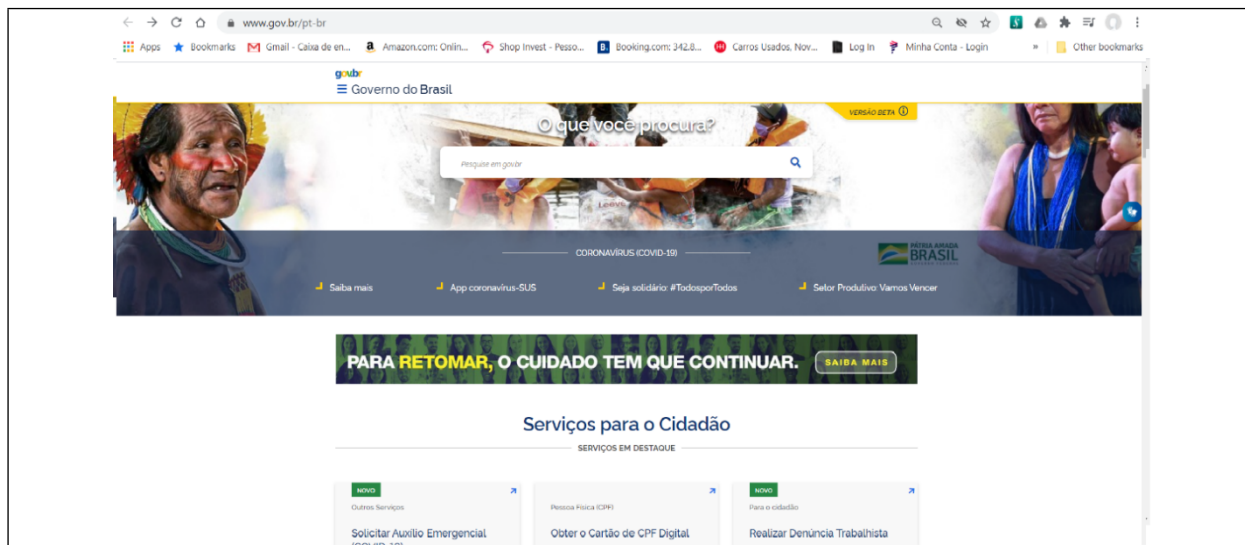 www.gov.br/pt-br
Apps Bookmarks Gmail - Caixa de en... Amazon.com: Onlin... Shop Invest - Pesso... Booking.com: 342.8... Carros Usados, Nov... Log In Minha Conta - Login » Other bookmarks
gov.br
Governo do Brasil
O que você procura?
VERSÃO BETA
Pesquise em gov.br
CORONAVÍRUS (COVID-19)
PÁTRIA AMADA
BRASIL
Saiba mais App coronavírus-SUS Seja solidário: #TodosporTodos Setor Produtivo: Vamos Vencer
PARA RETOMAR, O CUIDADO TEM QUE CONTINUAR. SAIBA MAIS
Serviços para o Cidadão
SERVIÇOS EM DESTAQUE
NOVO NOVO
Outros Serviços Pessoa Física (CPF) Para o cidadão
Solicitar Auxílio Emergencial Obter o Cartão de CPF Digital Realizar Denúncia Trabalhista
(COVID-19)